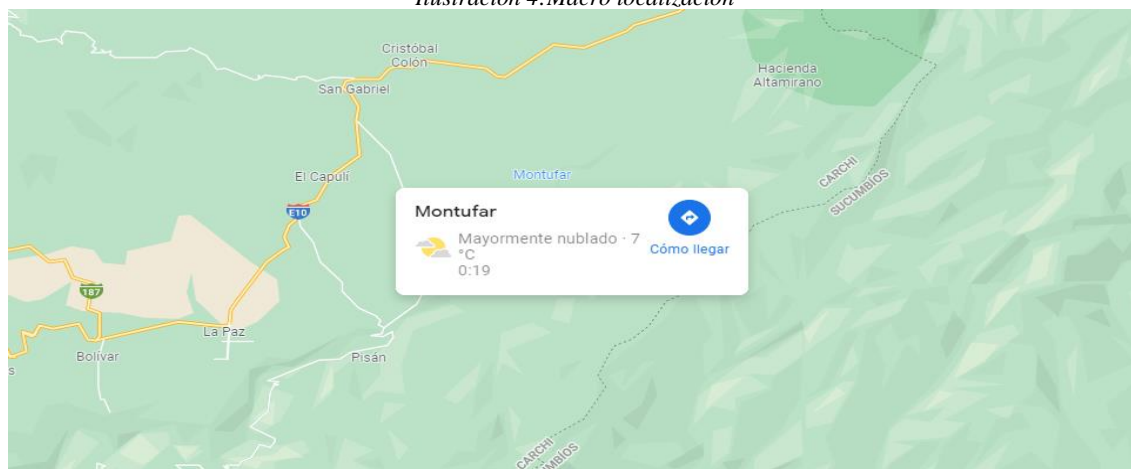 Ilustración 4: Macro localización
Cristóbal
Colón
San Gabriel
Hacienda
Altamirano
El Capulí
Montufar
CARCHI
SUCUMBÍOS
E10
Montufar
Mayormente nublado · 7
°C
0:19
Cómo llegar
187
La Paz
Bolívar
Pisán
s
CARCHI